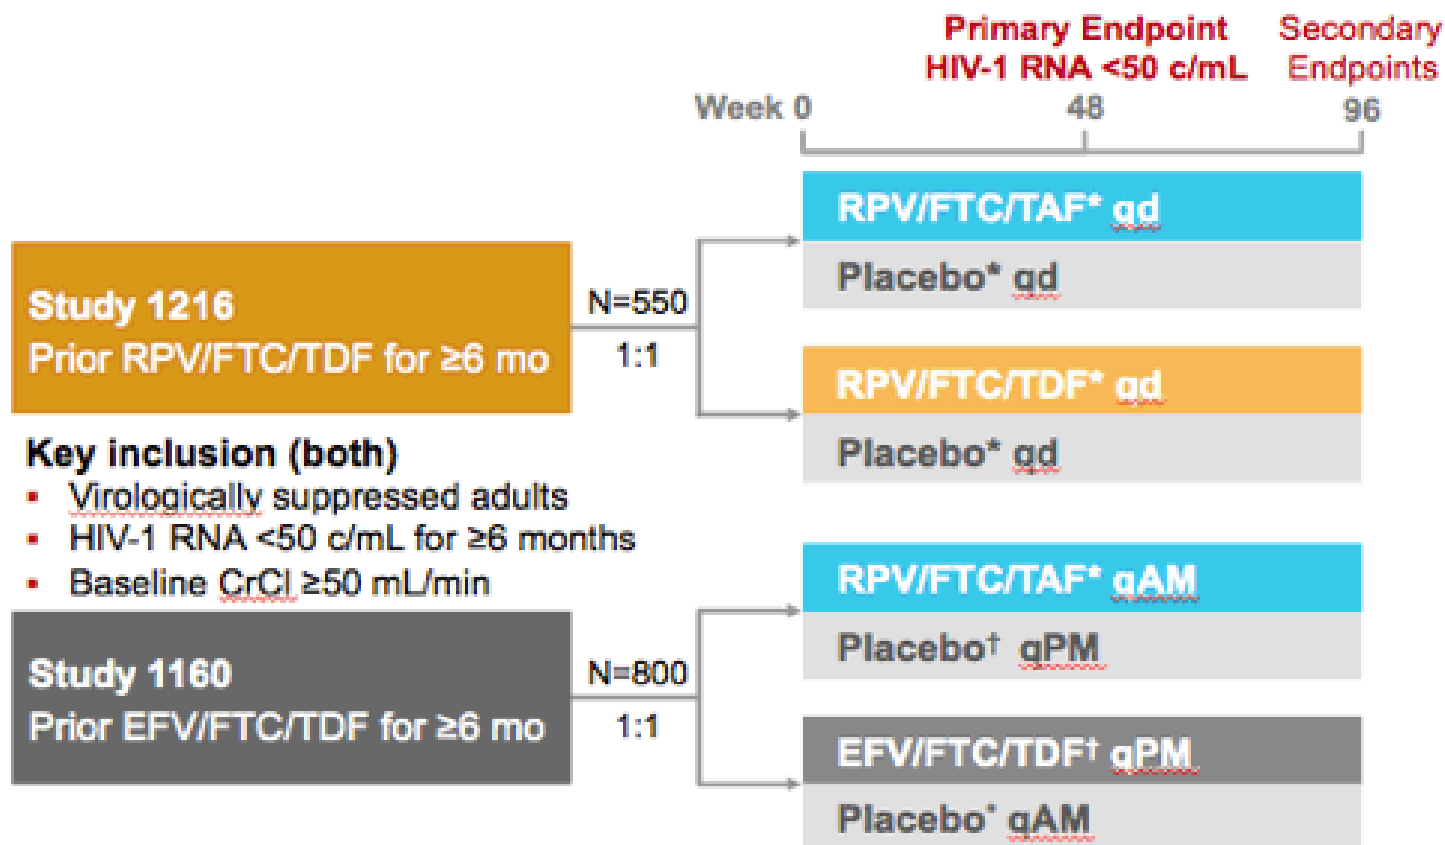 Primary Endpoint
HIV-1 RNA <50 c/mL
Secondary
Endpoints
Week 0
48
96
RPV/FTC/TAF* qd
Placebo* qd
Study 1216
Prior RPV/FTC/TDF for ≥6 mo
N=550
1:1
RPV/FTC/TDF* qd
Placebo* qd
Key inclusion (both)
▪ Virologically suppressed adults
▪ HIV-1 RNA <50 c/mL for ≥6 months
▪ Baseline CrCl ≥50 mL/min
RPV/FTC/TAF* qAM
Placebo† qPM
Study 1160
Prior EFV/FTC/TDF for ≥6 mo
N=800
1:1
EFV/FTC/TDF† qPM
Placebo* qAM